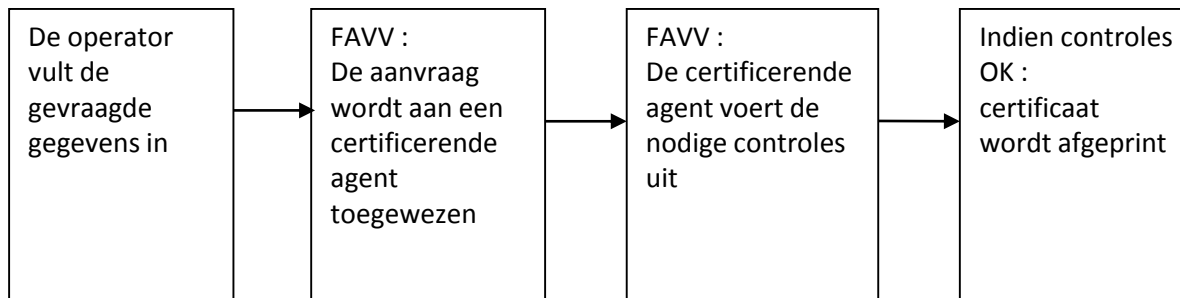 De operator
vult de
gevraagde
gegevens in
FAVV :
De aanvraag
wordt aan een
certificerende
agent
toegewezen
FAVV :
De certificerende
agent voert de
nodige controles
uit
Indien controles
OK :
certificaat
wordt afgeprint